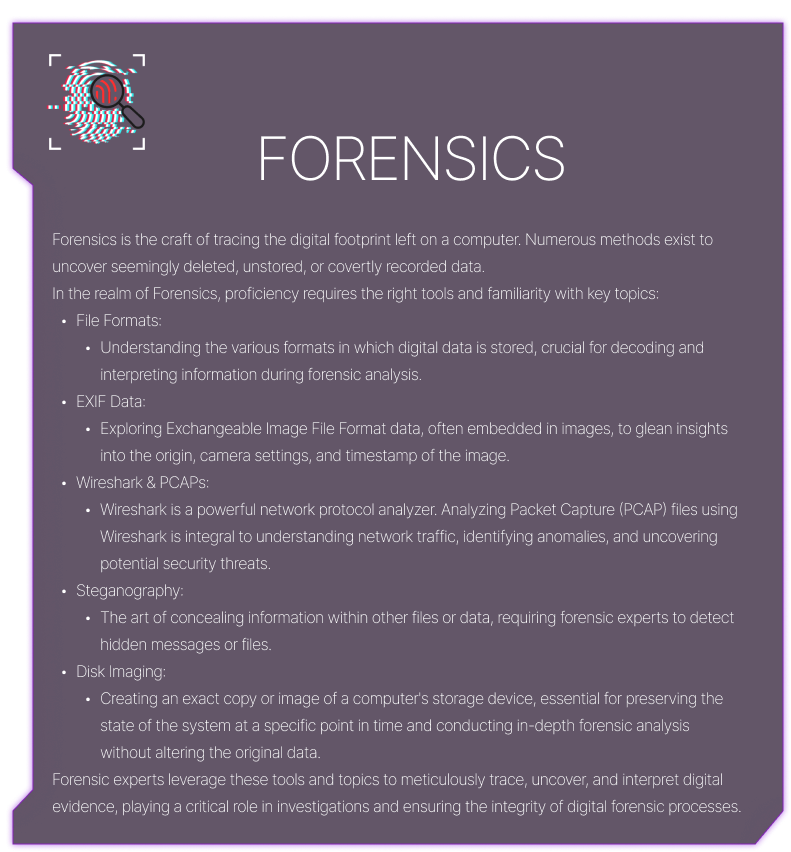 FORENSICS
Forensics is the craft of tracing the digital footprint left on a computer. Numerous methods exist to
uncover seemingly deleted, unstored, or covertly recorded data.
In the realm of Forensics, proficiency requires the right tools and familiarity with key topics:
• File Formats:
• Understanding the various formats in which digital data is stored, crucial for decoding and
interpreting information during forensic analysis.
• EXIF Data:
• Exploring Exchangeable Image File Format data, often embedded in images, to glean insights
into the origin, camera settings, and timestamp of the image.
• Wireshark & PCAPs:
• Wireshark is a powerful network protocol analyzer. Analyzing Packet Capture (PCAP) files using
Wireshark is integral to understanding network traffic, identifying anomalies, and uncovering
potential security threats.
• Steganography:
• The art of concealing information within other files or data, requiring forensic experts to detect
hidden messages or files.
• Disk Imaging:
• Creating an exact copy or image of a computer's storage device, essential for preserving the
state of the system at a specific point in time and conducting in-depth forensic analysis
without altering the original data.
Forensic experts leverage these tools and topics to meticulously trace, uncover, and interpret digital
evidence, playing a critical role in investigations and ensuring the integrity of digital forensic processes.